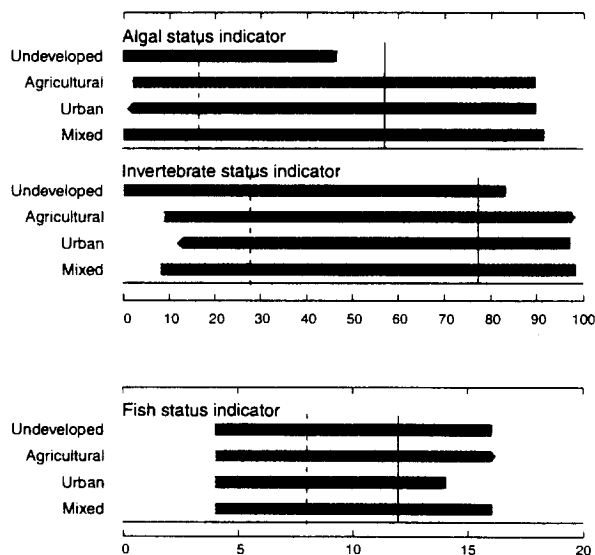 Algal status indicator
Undeveloped
Agricultural
Urban
Mixed
Invertebrate status indicator
Undeveloped
Agricultural
Urban
Mixed
0 10 20 30 40 50 60 70 80 90 100
Fish status indicator
Undeveloped
Agricultural
Urban
Mixed
0 5 10 15 20